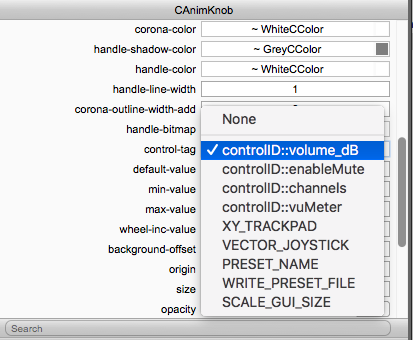 CAnimKnob
corona-color ~ WhiteCColor
handle-shadow-color ~ GreyCColor
handle-color ~ WhiteCColor
handle-line-width 1
corona-outline-width-add
handle-bitmap
None
control-tag ✓ controlID::volume_dB
default-value controlID::enableMute
min-value controlID::channels
max-value controlID::vuMeter
wheel-inc-value XY_TRACKPAD
background-offset VECTOR_JOYSTICK
origin PRESET_NAME
size WRITE_PRESET_FILE
opacity SCALE_GUI_SIZE
Search